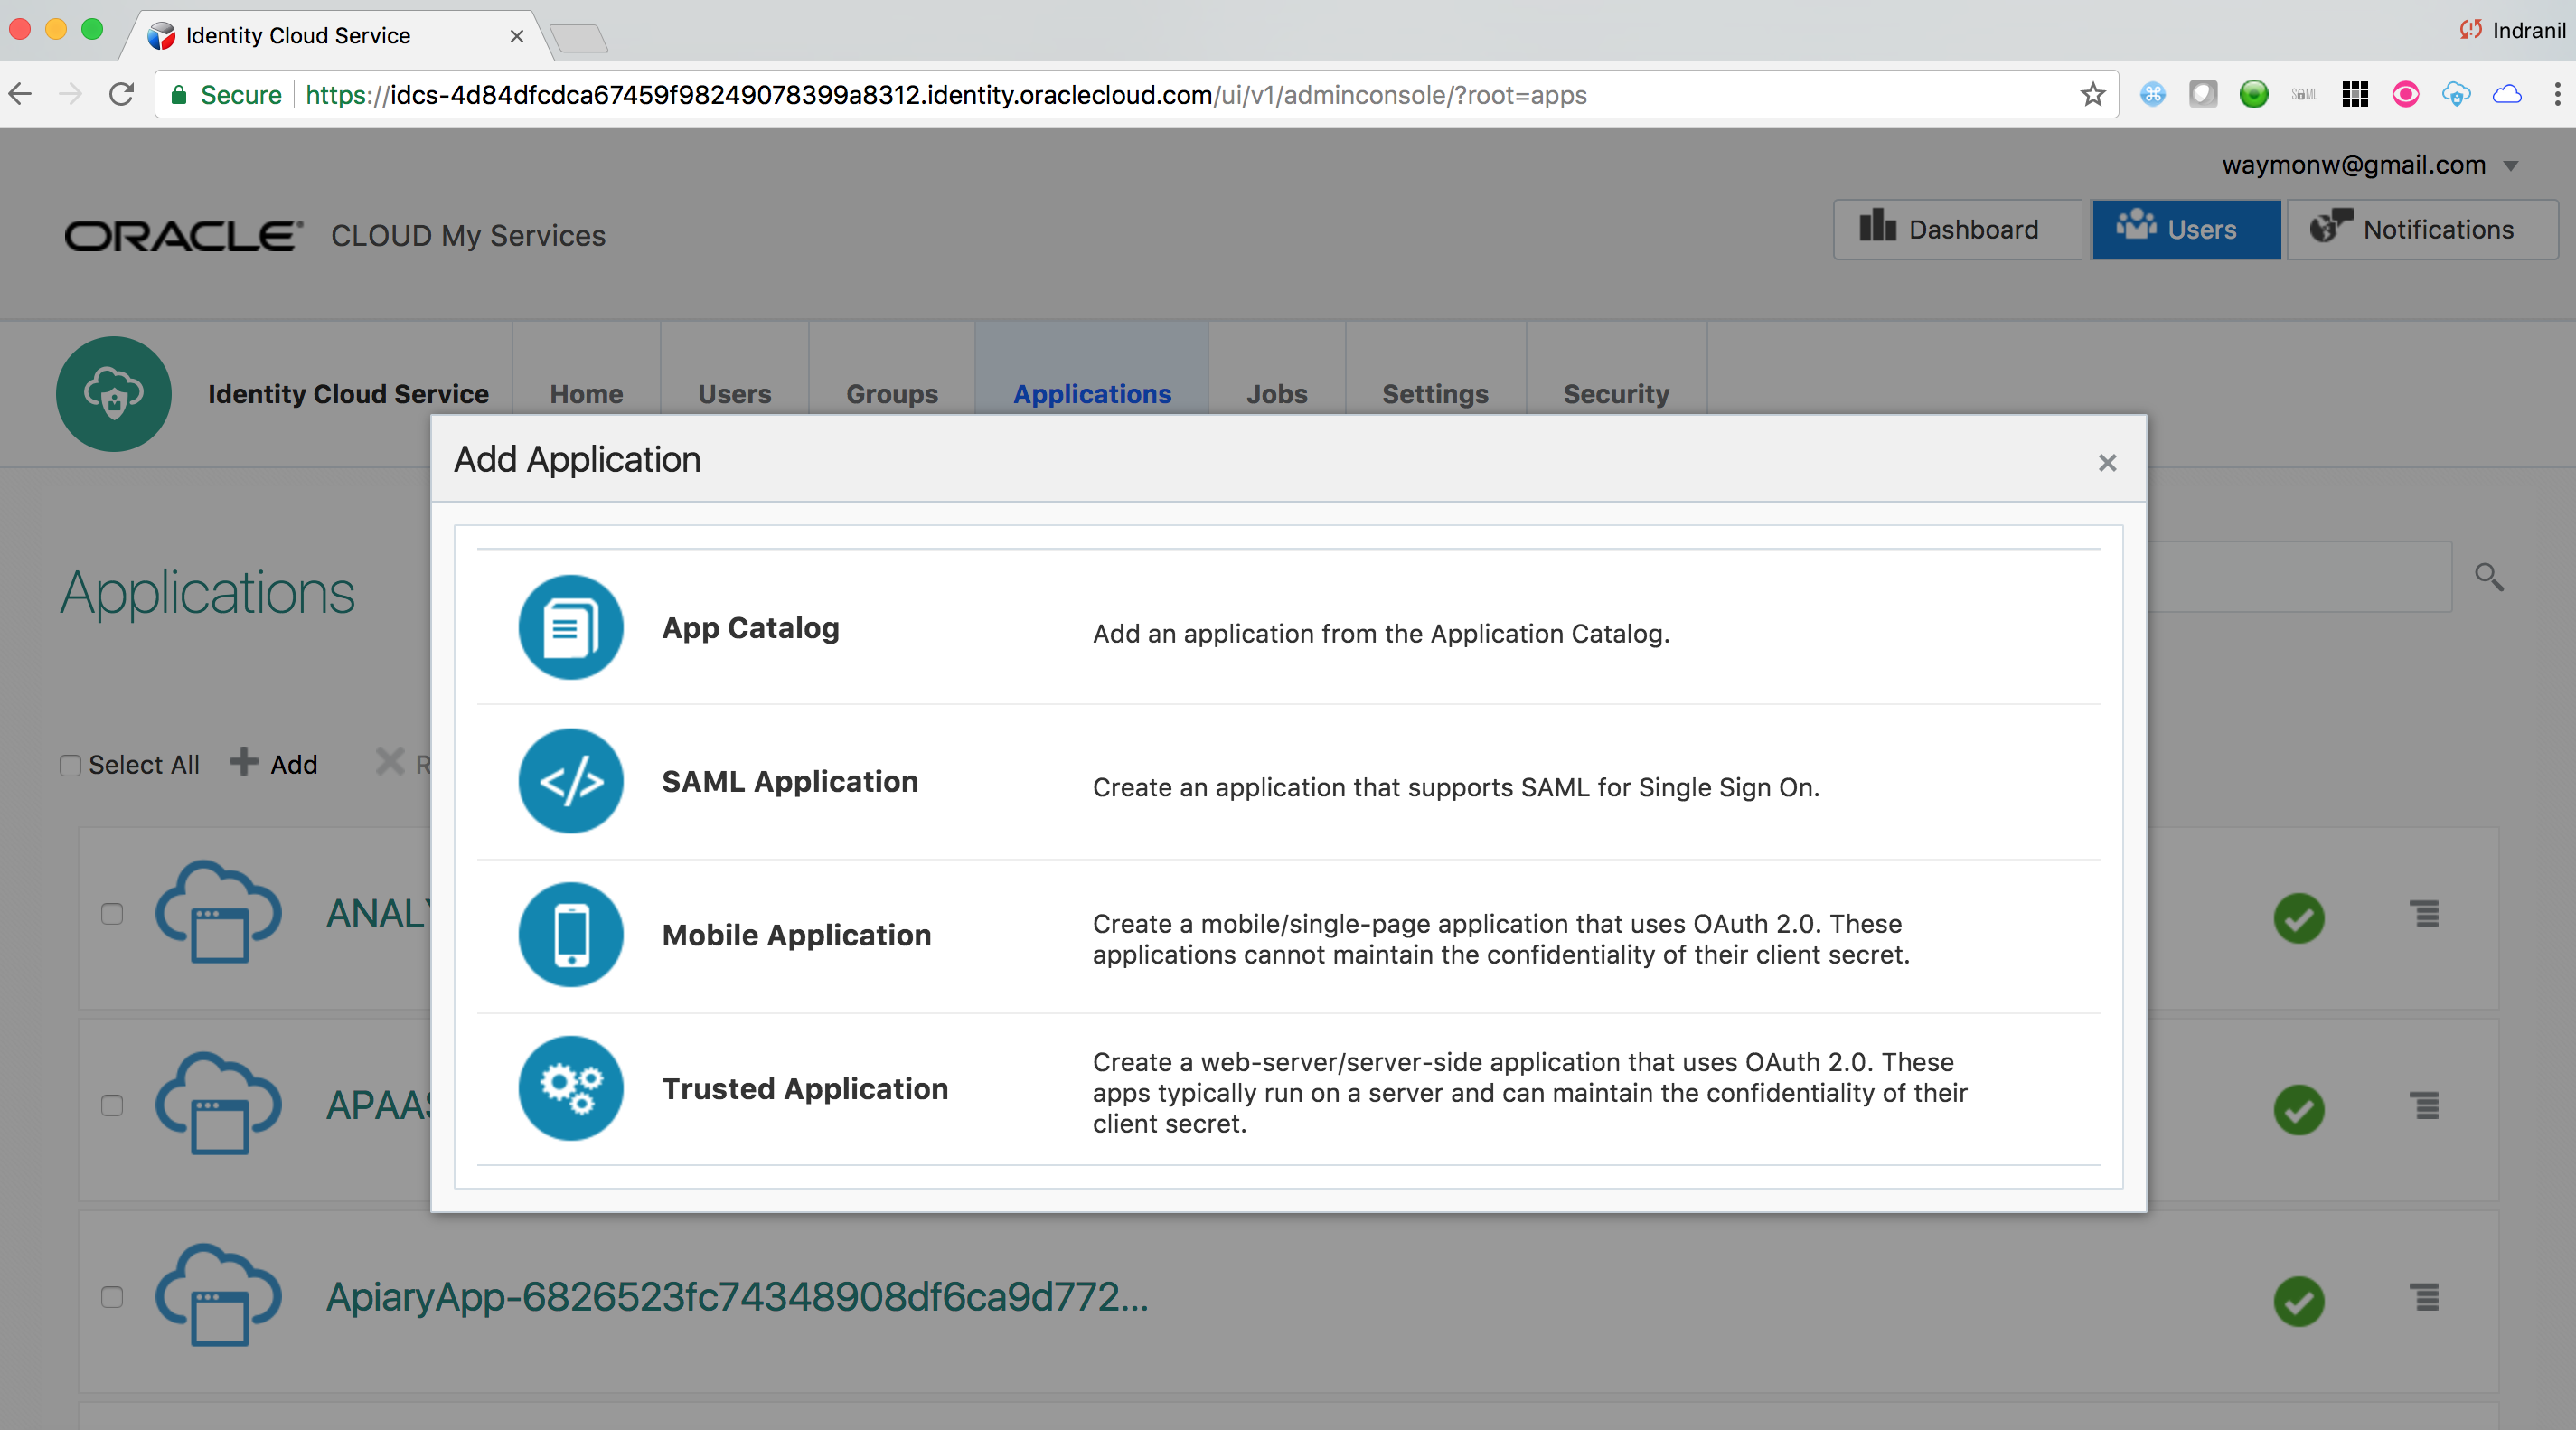 Identity Cloud Service
Indranil
Secure https://idcs-4d84dfcdca67459f98249078399a8312.identity.oraclecloud.com/ui/v1/adminconsole/?root=apps
waymonw@gmail.com
ORACLE CLOUD My Services
Dashboard
Users
Notifications
Identity Cloud Service
Home
Users
Groups
Applications
Jobs
Settings
Security
Add Application
Applications
App Catalog
Add an application from the Application Catalog.
SAML Application
Create an application that supports SAML for Single Sign On.
Mobile Application
Create a mobile/single-page application that uses OAuth 2.0. These
applications cannot maintain the confidentiality of their client secret.
Trusted Application
Create a web-server/server-side application that uses OAuth 2.0. These
apps typically run on a server and can maintain the confidentiality of their
client secret.
Select All
Add
ApiaryApp-6826523fc74348908df6ca9d772...